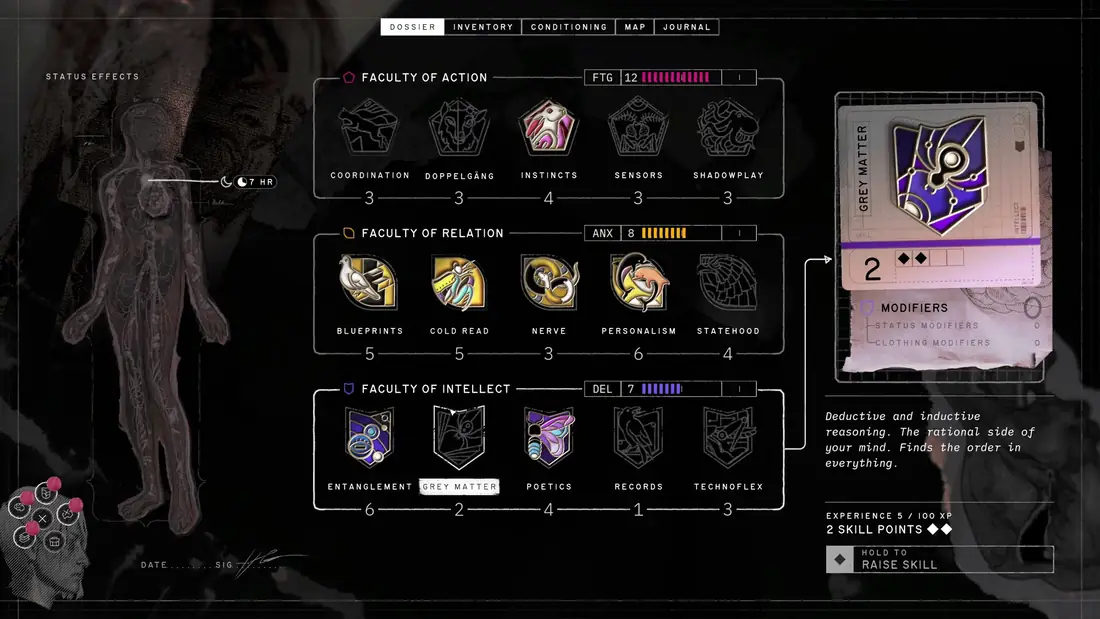 DOSSIER
INVENTORY
CONDITIONING
MAP
JOURNAL
STATUS EFFECTS
7 HR
FACULTY OF ACTION
FTG 12
COORDINATION
DOPPELGÄNG
INSTINCTS
SENSORS
SHADOWPLAY
3
3
4
3
3
FACULTY OF RELATION
ANX 8
BLUEPRINTS
COLD READ
NERVE
PERSONALISM
STATEHOOD
5
5
3
6
4
FACULTY OF INTELLECT
DEL 7
ENTANGLEMENT
GREY MATTER
POETICS
RECORDS
TECHNOFLEX
6
2
4
1
3
GREY MATTER
INTELLECT
2
MODIFIERS
0
STATUS MODIFIERS 0
CLOTHING MODIFIERS 0
Deductive and inductive
reasoning. The rational side of
your mind. Finds the order in
everything.
EXPERIENCE 5 / 100 XP
2 SKILL POINTS
HOLD TO
RAISE SKILL
DATE........SIG